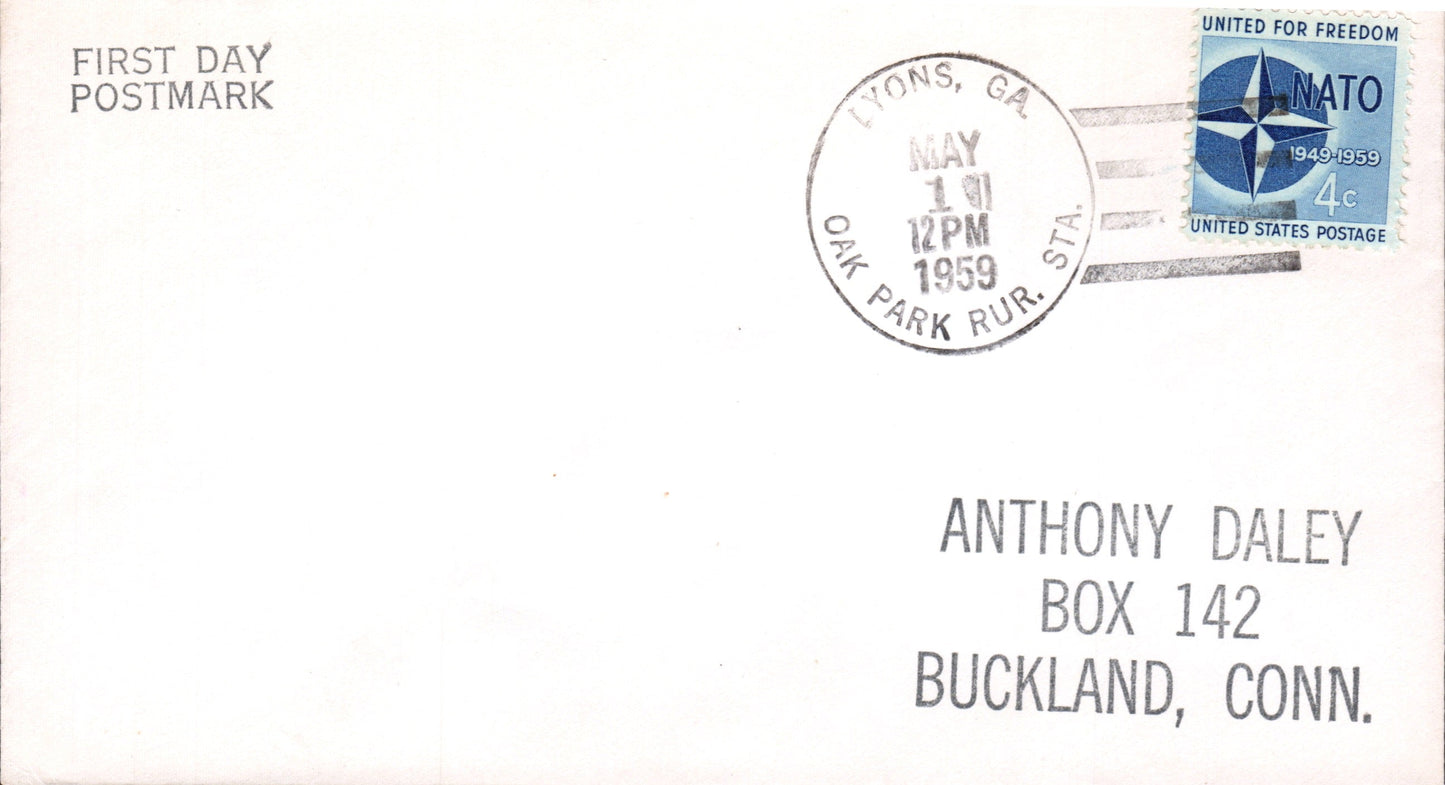 FIRST DAY
POSTMARK
LYONS, GA.
MAY
1
12PM
1959
OAK PARK RUR. STA.
UNITED FOR FREEDOM
NATO
1949-1959
4c
UNITED STATES POSTAGE
ANTHONY DALEY
BOX 142
BUCKLAND, CONN.